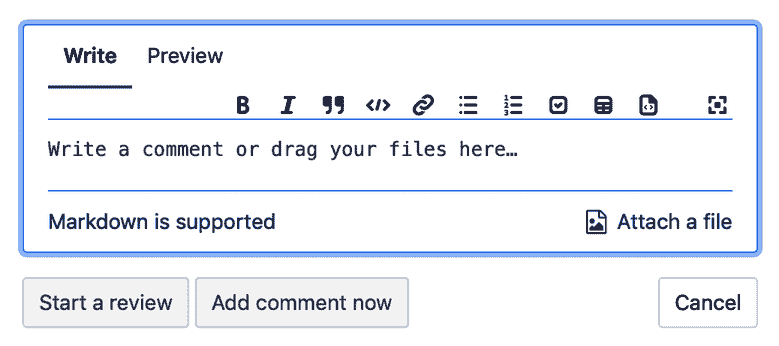 Write Preview
B I
Write a comment or drag your files here…
Markdown is supported Attach a file
Start a review Add comment now Cancel